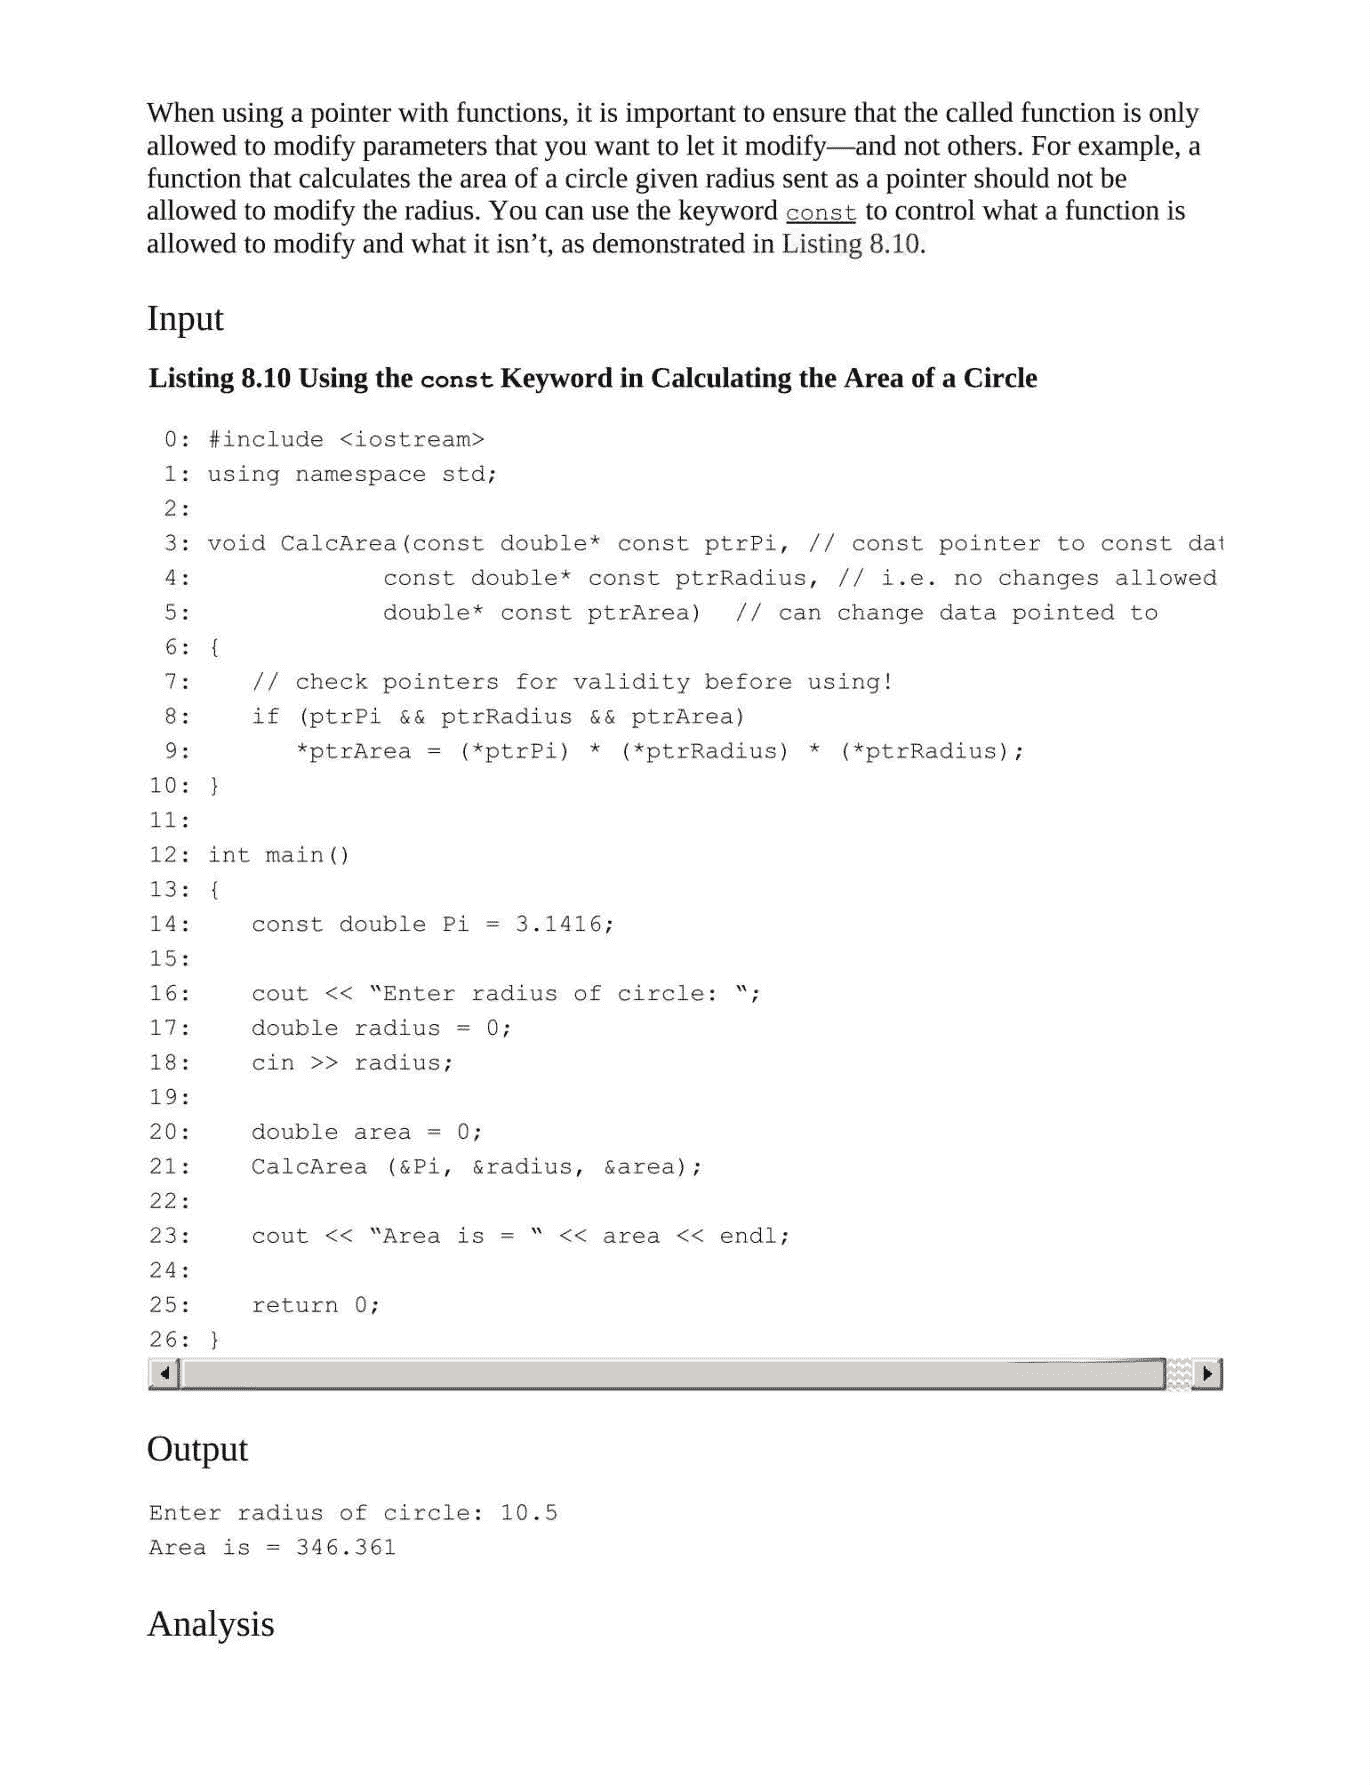 When using a pointer with functions, it is important to ensure that the called function is only
allowed to modify parameters that you want to let it modify—and not others. For example, a
function that calculates the area of a circle given radius sent as a pointer should not be
allowed to modify the radius. You can use the keyword const to control what a function is
allowed to modify and what it isn’t, as demonstrated in Listing 8.10.
Input
Listing 8.10 Using the const Keyword in Calculating the Area of a Circle
0: #include <iostream>
1: using namespace std;
2:
3: void CalcArea(const double* const ptrPi, // const pointer to const dat
4:             const double* const ptrRadius, // i.e. no changes allowed
5:             double* const ptrArea)  // can change data pointed to
6: {
7:    // check pointers for validity before using!
8:    if (ptrPi && ptrRadius && ptrArea)
9:       *ptrArea = (*ptrPi) * (*ptrRadius) * (*ptrRadius);
10: }
11:
12: int main()
13: {
14:    const double Pi = 3.1416;
15:
16:    cout << “Enter radius of circle: “;
17:    double radius = 0;
18:    cin >> radius;
19:
20:    double area = 0;
21:    CalcArea (&Pi, &radius, &area);
22:
23:    cout << “Area is = “ << area << endl;
24:
25:    return 0;
26: }
Output
Enter radius of circle: 10.5
Area is = 346.361
Analysis